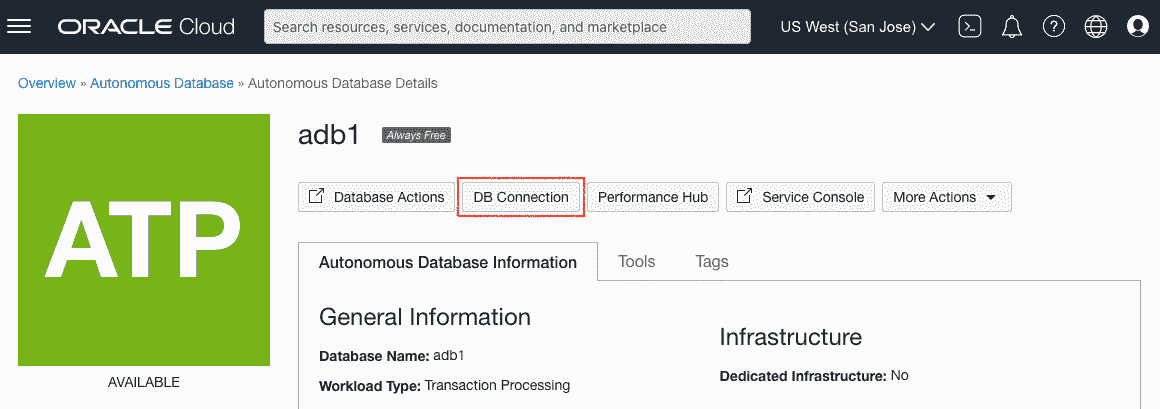 ORACLE Cloud Search resources, services, documentation, and marketplace US West (San Jose)
Overview » Autonomous Database » Autonomous Database Details
ATP
AVAILABLE
adb1 Always Free
Database Actions DB Connection Performance Hub Service Console More Actions
Autonomous Database Information Tools Tags
General Information
Database Name: adb1
Workload Type: Transaction Processing
Infrastructure
Dedicated Infrastructure: No